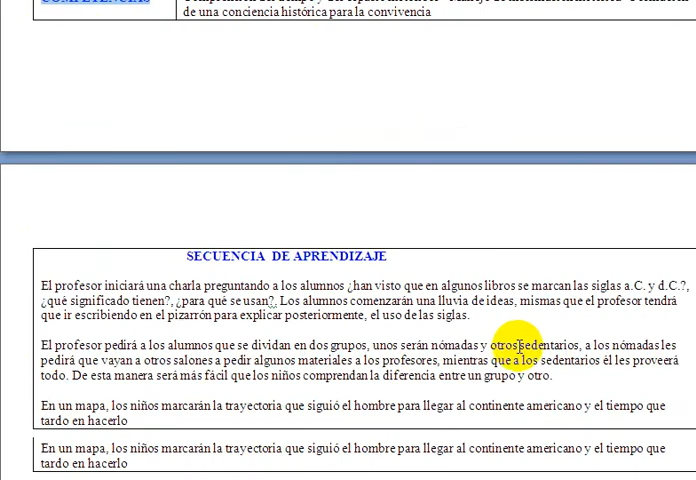 de una conciencia histórica para la convivencia
SECUENCIA DE APRENDIZAJE
El profesor iniciará una charla preguntando a los alumnos ¿han visto que en algunos libros se marcan las siglas a.C. y d.C.?,
¿qué significado tienen?, ¿para qué se usan?. Los alumnos comenzarán una lluvia de ideas, mismas que el profesor tendrá
que ir escribiendo en el pizarrón para explicar posteriormente, el uso de las siglas.
El profesor pedirá a los alumnos que se dividan en dos grupos, unos serán nómadas y otros sedentarios, a los nómadas les
pedirá que vayan a otros salones a pedir algunos materiales a los profesores, mientras que a los sedentarios él les proveerá
todo. De esta manera será más fácil que los niños comprendan la diferencia entre un grupo y otro.
En un mapa, los niños marcarán la trayectoria que siguió el hombre para llegar al continente americano y el tiempo que
tardo en hacerlo
En un mapa, los niños marcarán la trayectoria que siguió el hombre para llegar al continente americano y el tiempo que
tardo en hacerlo